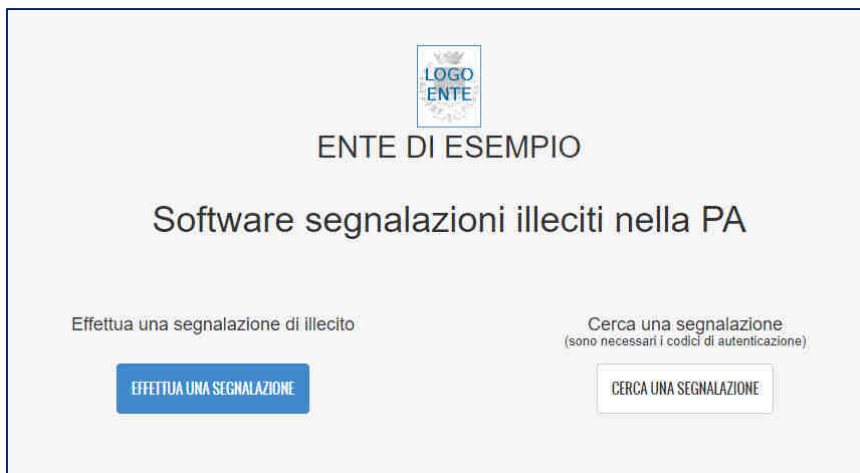 LOGO
ENTE
ENTE DI ESEMPIO
Software segnalazioni illeciti nella PA
Effettua una segnalazione di illecito
EFFETTUA UNA SEGNALAZIONE
Cerca una segnalazione
(sono necessari i codici di autenticazione)
CERCA UNA SEGNALAZIONE